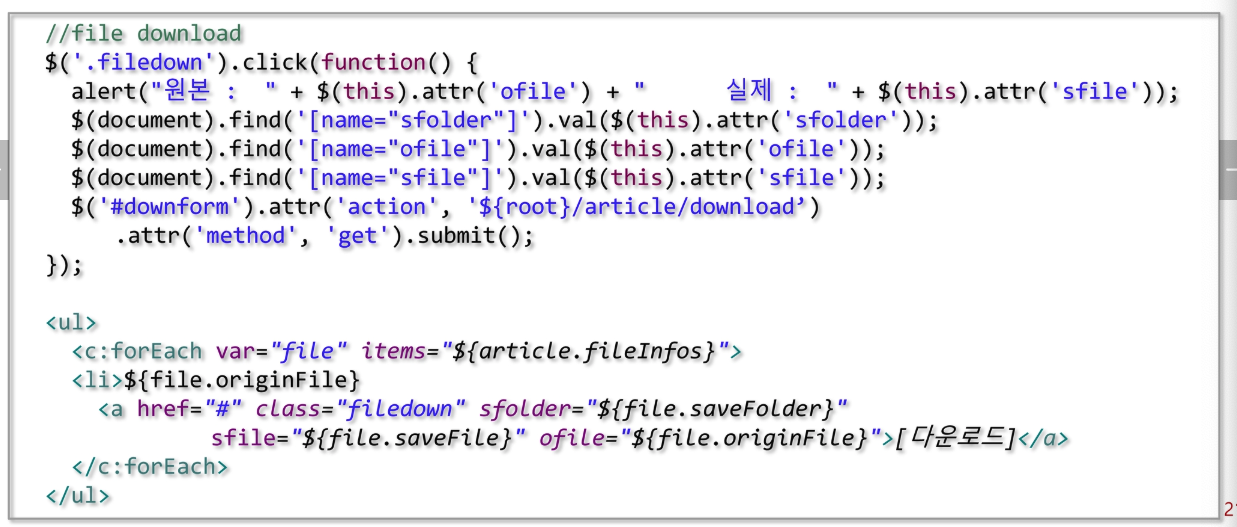 //file download
$('.filedown').click(function() {
  alert("원본 :  " + $(this).attr('ofile') + "      실제 :  " + $(this).attr('sfile'));
  $(document).find('[name="sfolder"]').val($(this).attr('sfolder'));
  $(document).find('[name="ofile"]').val($(this).attr('ofile'));
  $(document).find('[name="sfile"]').val($(this).attr('sfile'));
  $('#downform').attr('action', '${root}/article/download’)
     .attr('method', 'get').submit();
});
<ul>
  <c:forEach var="file" items="${article.fileInfos}">
  <li>${file.originFile}
    <a href="#" class="filedown" sfolder="${file.saveFolder}"
            sfile="${file.saveFile}" ofile="${file.originFile}">[다운로드]</a>
  </c:forEach>
</ul>